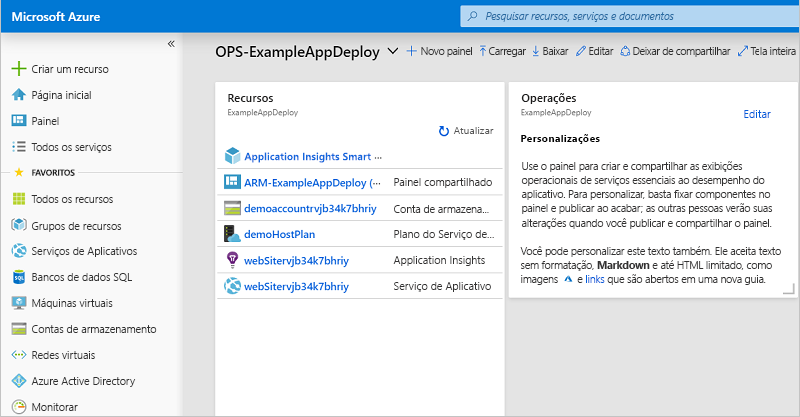 Microsoft Azure
Pesquisar recursos, serviços e documentos
«
Criar um recurso
Página inicial
Painel
Todos os serviços
FAVORITOS
Todos os recursos
Grupos de recursos
Serviços de Aplicativos
Bancos de dados SQL
Máquinas virtuais
Contas de armazenamento
Redes virtuais
Azure Active Directory
Monitorar
OPS-ExampleAppDeploy
Novo painel
Carregar
Baixar
Editar
Deixar de compartilhar
Tela inteira
Recursos
ExampleAppDeploy
Atualizar
Application Insights Smart ...
ARM-ExampleAppDeploy (... Painel compartilhado
demoaccountrvjb34k7bhriy Conta de armazena...
demoHostPlan Plano do Serviço de...
webSitervjb34k7bhriy Application Insights
webSitervjb34k7bhriy Serviço de Aplicativo
Operações
ExampleAppDeploy
Editar
Personalizações
Use o painel para criar e compartilhar as exibições
operacionais de serviços essenciais ao desempenho do
aplicativo. Para personalizar, basta fixar componentes no
painel e publicar ao acabar; as outras pessoas verão suas
alterações quando você publicar e compartilhar o painel.
Você pode personalizar este texto também. Ele aceita texto
sem formatação, Markdown e até HTML limitado, como
imagens e links que são abertos em uma nova guia.